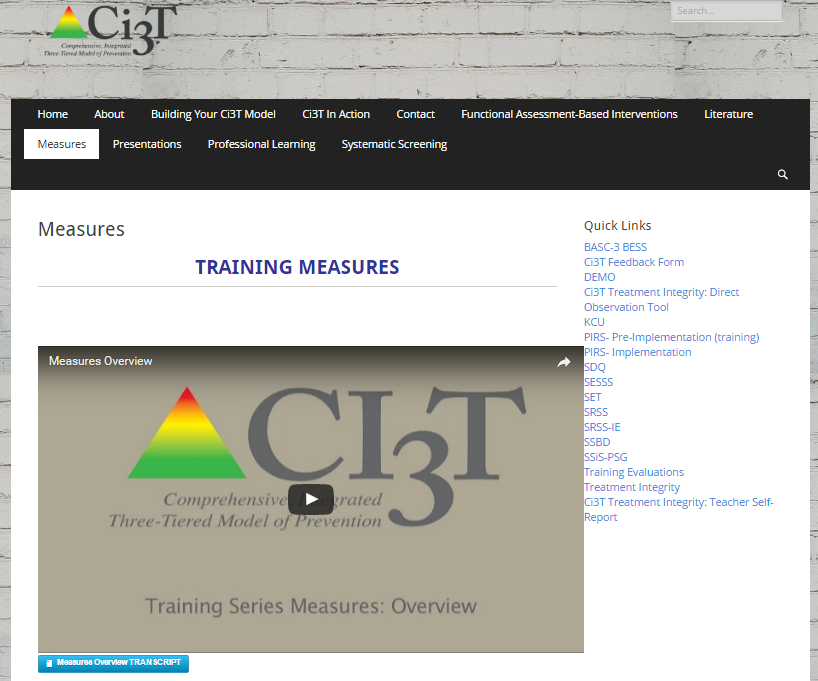 Ci3T
Comprehensive, Integrated
Three-Tiered Model of Prevention
Search...
Home About Building Your Ci3T Model Ci3T In Action Contact Functional Assessment-Based Interventions Literature
Measures Presentations Professional Learning Systematic Screening
Measures
TRAINING MEASURES
Measures Overview
CI3T
Comprehensive, Integrated
Three-Tiered Model of Prevention
Training Series Measures: Overview
Measures Overview TRANSCRIPT
Quick Links
BASC-3 BESS
Ci3T Feedback Form
DEMO
Ci3T Treatment Integrity: Direct
Observation Tool
KCU
PIRS- Pre-Implementation (training)
PIRS- Implementation
SDQ
SESSS
SET
SRSS
SRSS-IE
SSBD
SSiS-PSG
Training Evaluations
Treatment Integrity
Ci3T Treatment Integrity: Teacher Self-
Report